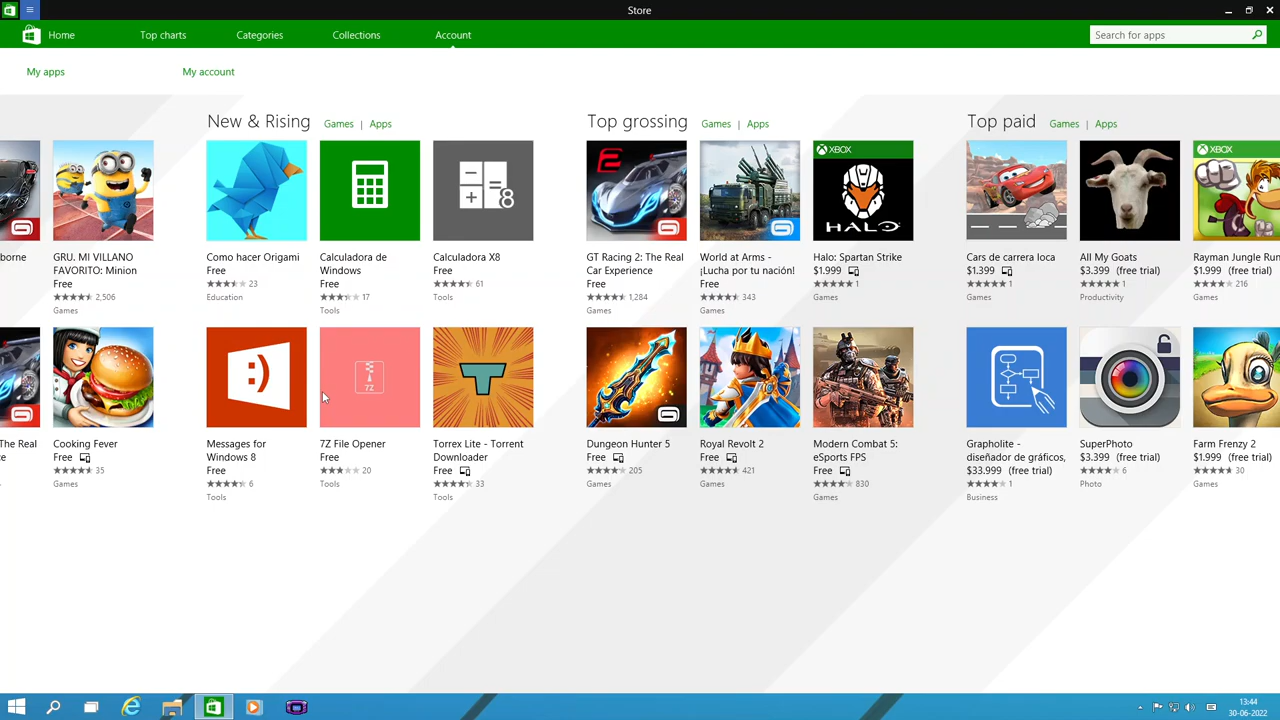 Store
Home
Top charts
Categories
Collections
Account
Search for apps
My apps
My account
borne
GRU. MI VILLANO
FAVORITO: Minion
Free
2,506
Games
The Real
Cooking Fever
Free
35
Games
New & Rising
Games | Apps
Como hacer Origami
Free
23
Education
Calculadora de
Windows
Free
17
Tools
8
Calculadora X8
Free
61
Tools
:)
Messages for
Windows 8
Free
6
Tools
7Z
7Z File Opener
Free
20
Tools
T
Torrex Lite - Torrent
Downloader
Free
33
Tools
Top grossing
Games | Apps
GT Racing 2: The Real
Car Experience
Free
1,284
Games
World at Arms -
¡Lucha por tu nación!
Free
343
Games
XBOX
HALO
Halo: Spartan Strike
$1.999
1
Games
Dungeon Hunter 5
Free
205
Games
Royal Revolt 2
Free
421
Games
Modern Combat 5:
eSports FPS
Free
830
Games
Top paid
Games | Apps
Cars de carrera loca
$1.399
1
Games
All My Goats
$3.399 (free trial)
1
Productivity
XBOX
Rayman Jungle Run
$1.999 (free trial)
216
Games
Grapholite -
diseñador de gráficos,
$33.999 (free trial)
1
Business
SuperPhoto
$3.399 (free trial)
6
Photo
Farm Frenzy 2
$1.999 (free trial)
30
Games
13:44
30-06-2022